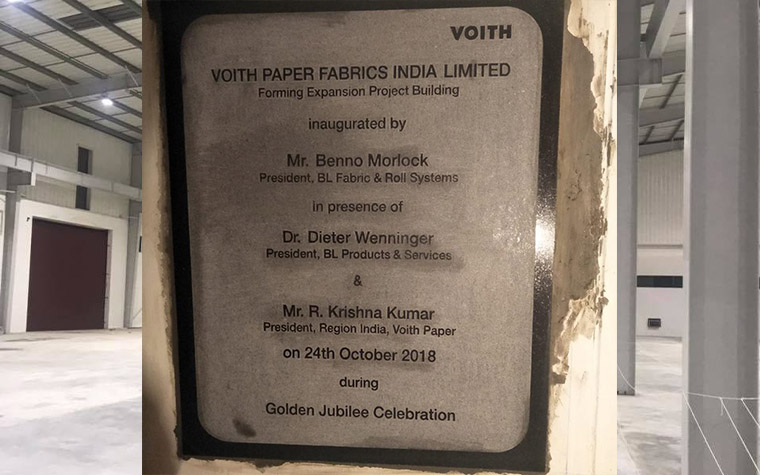 VOITH
VOITH PAPER FABRICS INDIA LIMITED
Forming Expansion Project Building
inaugurated by
Mr. Benno Morlock
President, BL Fabric & Roll Systems
in presence of
Dr. Dieter Wenninger
President, BL Products & Services
&
Mr. R. Krishna Kumar
President, Region India, Voith Paper
on 24th October 2018
during
Golden Jubilee Celebration